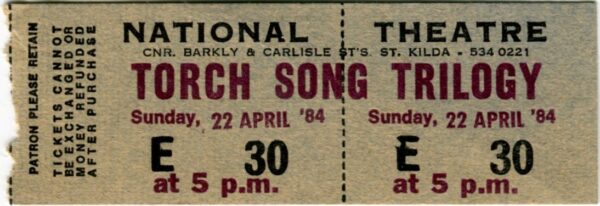 PATRON PLEASE RETAIN
TICKETS CANNOT
BE EXCHANGED OR
MONEY REFUNDED
AFTER PURCHASE
NATIONAL THEATRE
CNR. BARKLY & CARLISLE ST'S. ST. KILDA - 534 0221
TORCH SONG TRILOGY
Sunday, 22 APRIL '84 Sunday, 22 APRIL '84
E 30 E 30
at 5 p.m. at 5 p.m.